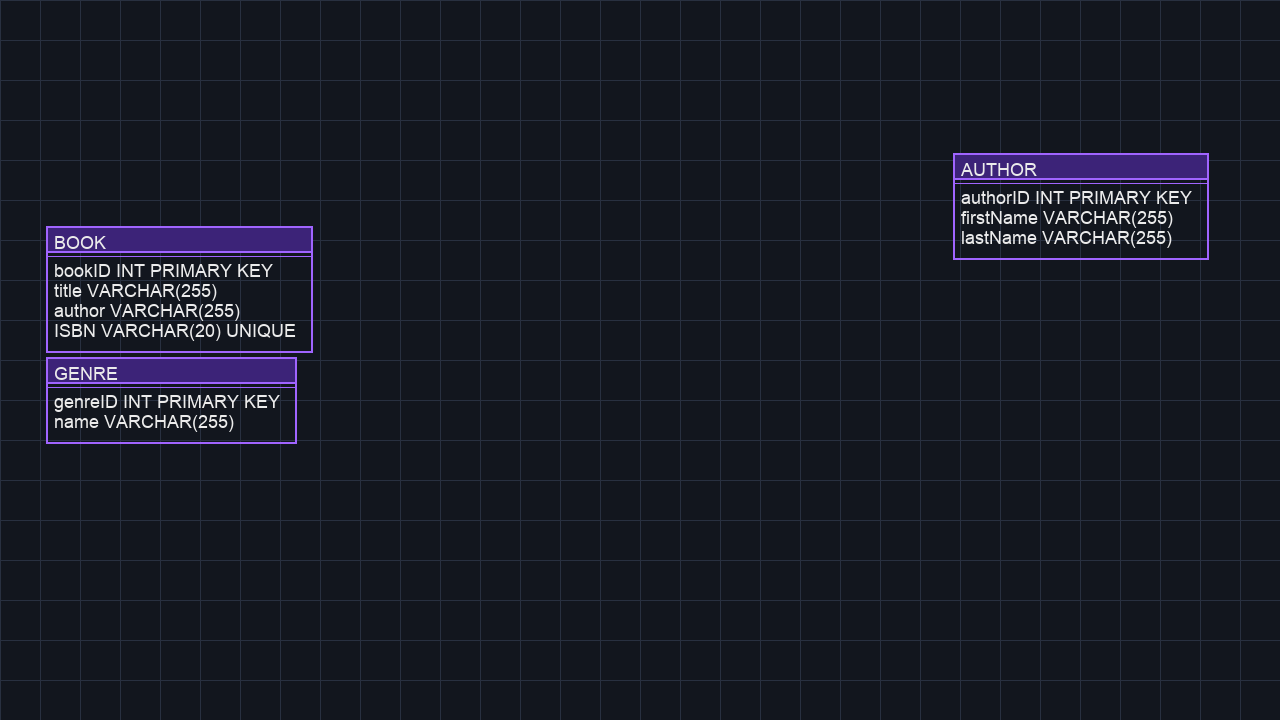 BOOK
bookID INT PRIMARY KEY
title VARCHAR(255)
author VARCHAR(255)
ISBN VARCHAR(20) UNIQUE
GENRE
genreID INT PRIMARY KEY
name VARCHAR(255)
AUTHOR
authorID INT PRIMARY KEY
firstName VARCHAR(255)
lastName VARCHAR(255)